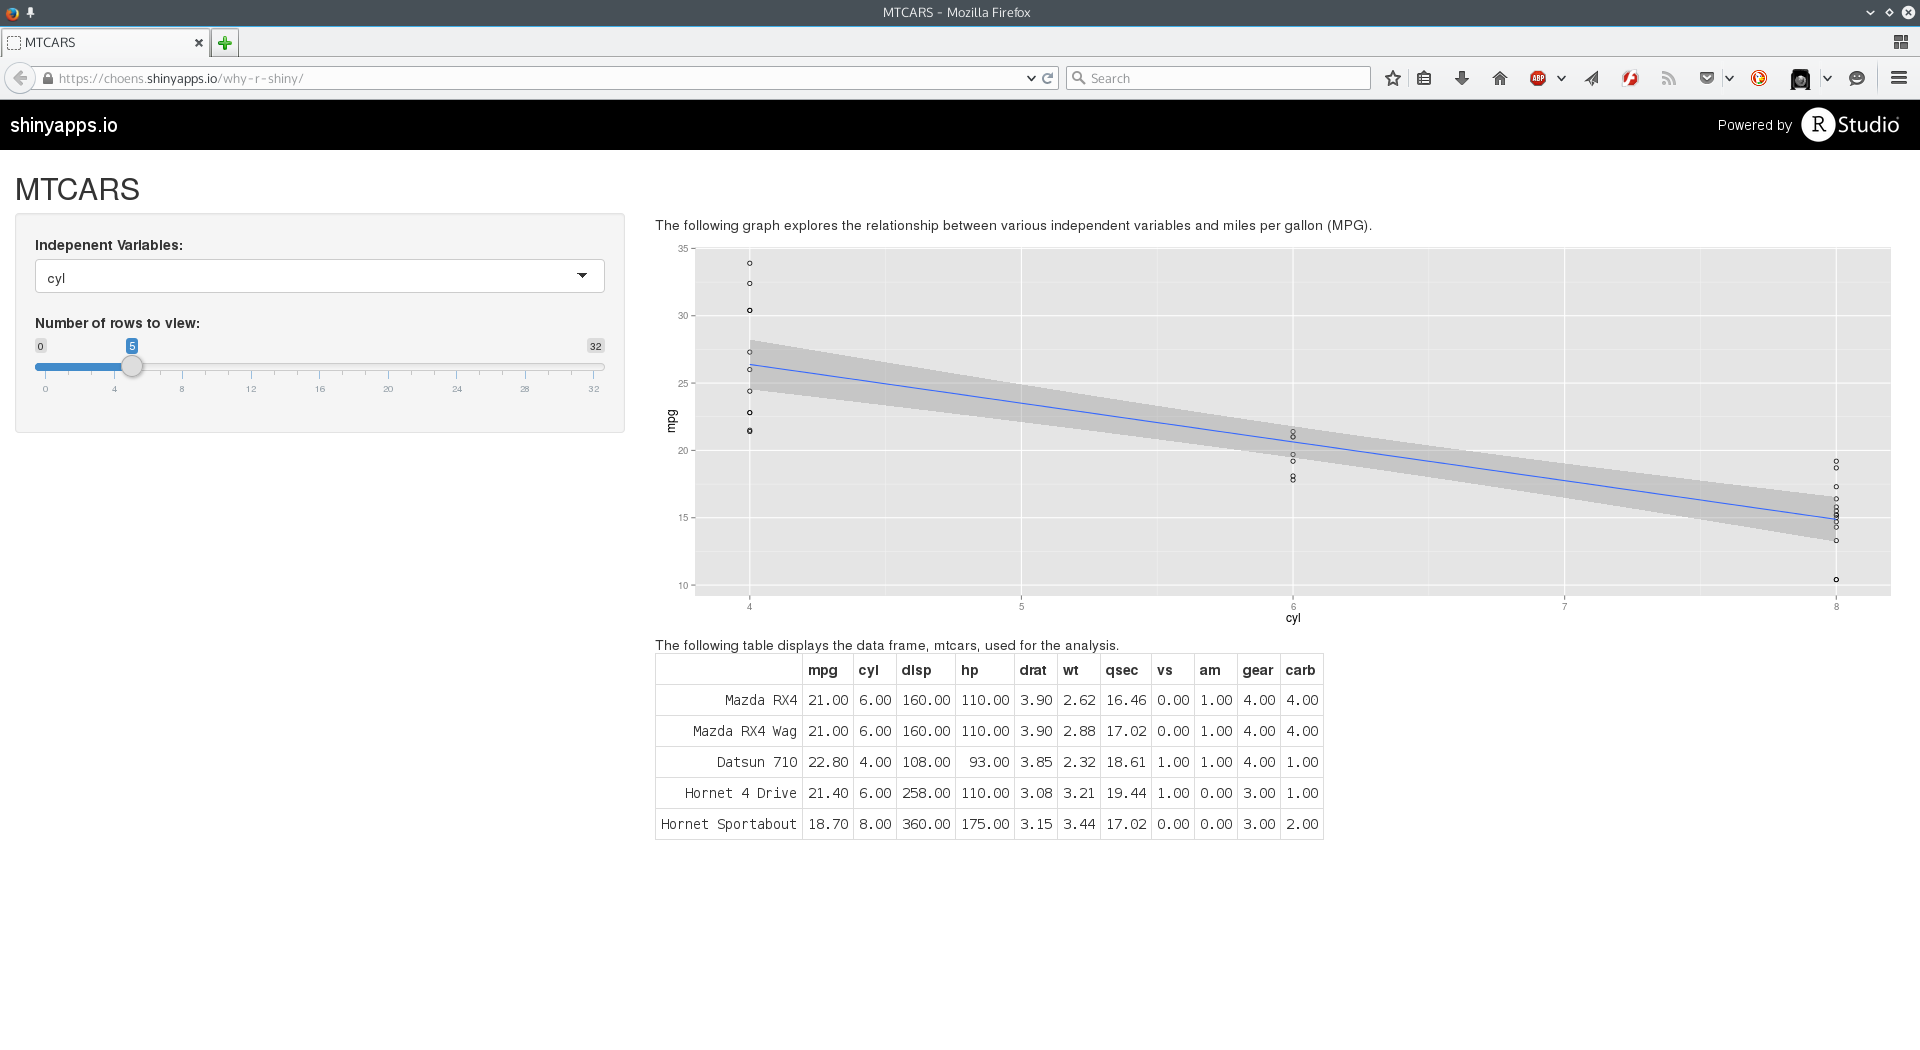 MTCARS - Mozilla Firefox
MTCARS
https://choens.shinyapps.io/why-r-shiny/
Search
ABP
shinyapps.io
Powered by R Studio
MTCARS
Indepenent Variables:
cyl
Number of rows to view:
0 5 32
0 4 8 12 16 20 24 28 32
The following graph explores the relationship between various independent variables and miles per gallon (MPG).
35
30
25
20
15
10
mpg
4 5 6 7 8
cyl
The following table displays the data frame, mtcars, used for the analysis.
mpg cyl disp hp drat wt qsec vs am gear carb
Mazda RX4 21.00 6.00 160.00 110.00 3.90 2.62 16.46 0.00 1.00 4.00 4.00
Mazda RX4 Wag 21.00 6.00 160.00 110.00 3.90 2.88 17.02 0.00 1.00 4.00 4.00
Datsun 710 22.80 4.00 108.00 93.00 3.85 2.32 18.61 1.00 1.00 4.00 1.00
Hornet 4 Drive 21.40 6.00 258.00 110.00 3.08 3.21 19.44 1.00 0.00 3.00 1.00
Hornet Sportabout 18.70 8.00 360.00 175.00 3.15 3.44 17.02 0.00 0.00 3.00 2.00